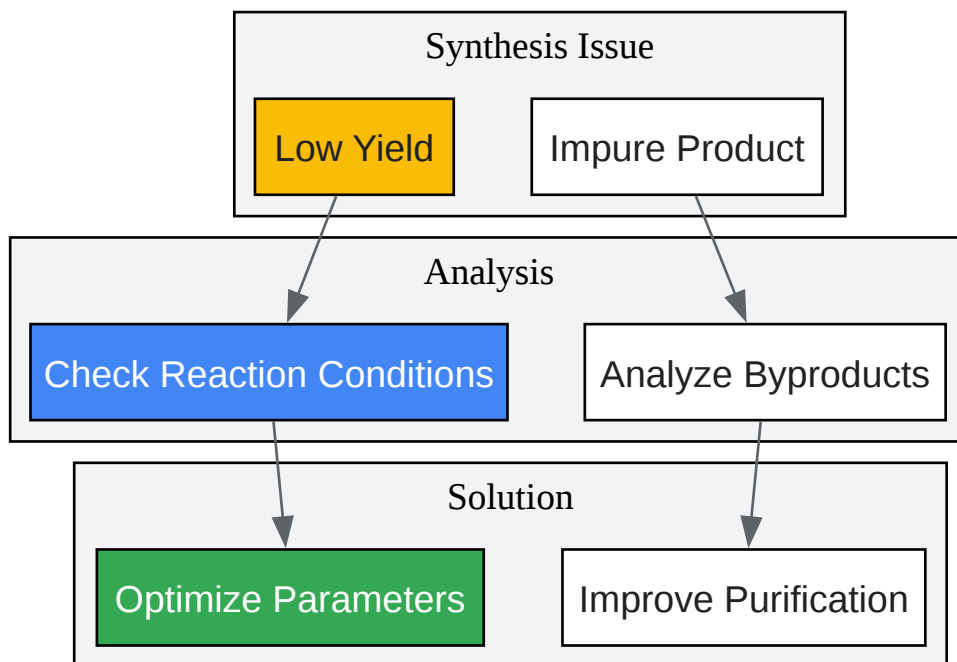 Synthesis Issue
Low Yield
Impure Product
Analysis
Check Reaction Conditions
Analyze Byproducts
Solution
Optimize Parameters
Improve Purification